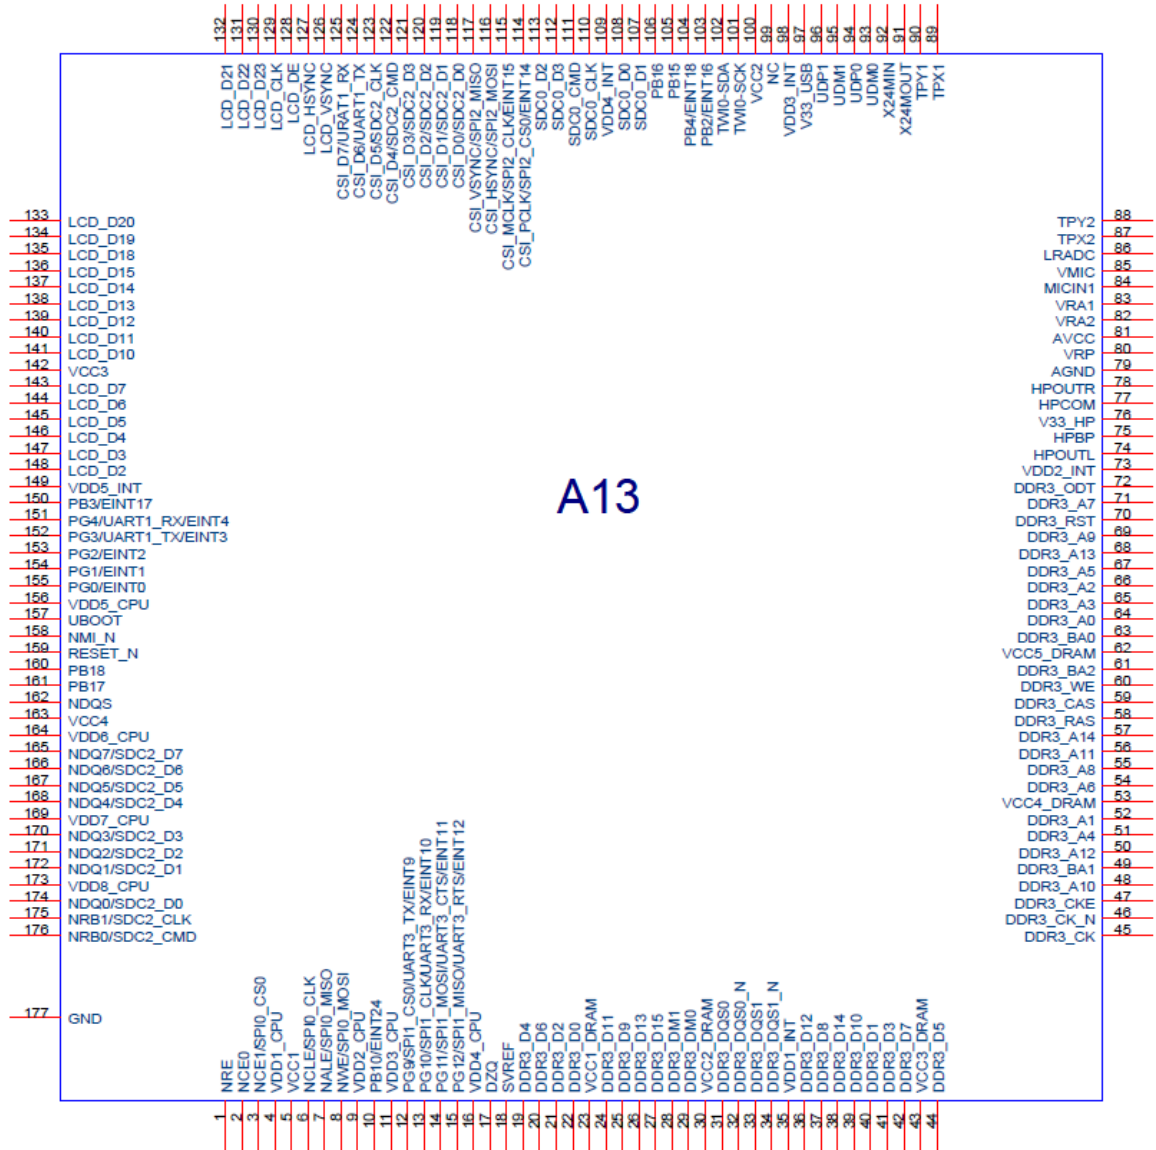 132 131 130 129 128 127 126 125 124 123 122 121 120 119 118 117 116 115 114 113 112 111 110 109 108 107 106 105 104 103 102 101 100 99 98 97 96 95 94 93 92 91 90 89
LCD_D21
LCD_D22
LCD_D23
LCD_CLK
LCD_DE
LCD_HSYNC
LCD_VSYNC
CSI_D7/URAT1_RX
CSI_D6/UART1_TX
CSI_D5/SDC2_CLK
CSI_D4/SDC2_CMD
CSI_D3/SDC2_D3
CSI_D2/SDC2_D2
CSI_D1/SDC2_D1
CSI_D0/SDC2_D0
CSI_VSYNC/SPI2_MISO
CSI_HSYNC/SPI2_MOSI
CSI_MCLK/SPI2_CLK/EINT15
CSI_PCLK/SPI2_CS0/EINT14
SDC0_D2
SDC0_D3
SDC0_CMD
SDC0_CLK
VDD4_INT
SDC0_D0
SDC0_D1
PB16
PB15
PB4/EINT18
PB2/EINT16
TWI0-SDA
TWI0-SCK
VCC2
NC
VDD3_INT
V33_USB
UDP1
UDM1
UDP0
UDM0
X24MIN
X24MOUT
TPY1
TPX1
133 LCD_D20
134 LCD_D19
135 LCD_D18
136 LCD_D15
137 LCD_D14
138 LCD_D13
139 LCD_D12
140 LCD_D11
141 LCD_D10
142 VCC3
143 LCD_D7
144 LCD_D6
145 LCD_D5
146 LCD_D4
147 LCD_D3
148 LCD_D2
149 VDD5_INT
150 PB3/EINT17
151 PG4/UART1_RX/EINT4
152 PG3/UART1_TX/EINT3
153 PG2/EINT2
154 PG1/EINT1
155 PG0/EINT0
156 VDD5_CPU
157 UBOOT
158 NMI_N
159 RESET_N
160 PB18
161 PB17
162 NDQS
163 VCC4
164 VDD6_CPU
165 NDQ7/SDC2_D7
166 NDQ6/SDC2_D6
167 NDQ5/SDC2_D5
168 NDQ4/SDC2_D4
169 VDD7_CPU
170 NDQ3/SDC2_D3
171 NDQ2/SDC2_D2
172 NDQ1/SDC2_D1
173 VDD8_CPU
174 NDQ0/SDC2_D0
175 NRB1/SDC2_CLK
176 NRB0/SDC2_CMD
177 GND
A13
TPY2 88
TPX2 87
LRADC 86
VMIC 85
MICIN1 84
VRA1 83
VRA2 82
AVCC 81
VRP 80
AGND 79
HPOUTR 78
HPCOM 77
V33_HP 76
HPBP 75
HPOUTL 74
VDD2_INT 73
DDR3_ODT 72
DDR3_A7 71
DDR3_RST 70
DDR3_A9 69
DDR3_A13 68
DDR3_A5 67
DDR3_A2 66
DDR3_A3 65
DDR3_A0 64
DDR3_BA0 63
VCC5_DRAM 62
DDR3_BA2 61
DDR3_WE 60
DDR3_CAS 59
DDR3_RAS 58
DDR3_A14 57
DDR3_A11 56
DDR3_A8 55
DDR3_A6 54
VCC4_DRAM 53
DDR3_A1 52
DDR3_A4 51
DDR3_A12 50
DDR3_BA1 49
DDR3_A10 48
DDR3_CKE 47
DDR3_CK_N 46
DDR3_CK 45
NRE
NCE0
NCE1/SPI0_CS0
VDD1_CPU
VCC1
NCLE/SPI0_CLK
NALE/SPI0_MISO
NWE/SPI0_MOSI
VDD2_CPU
PB10/EINT24
VDD3_CPU
PG9/SPI1_CS0/UART3_TX/EINT9
PG10/SPI1_CLK/UART3_RX/EINT10
PG11/SPI1_MOSI/UART3_CTS/EINT11
PG12/SPI1_MISO/UART3_RTS/EINT12
VDD4_CPU
DZQ
SVREF
DDR3_D4
DDR3_D6
DDR3_D2
DDR3_D0
VCC1_DRAM
DDR3_D11
DDR3_D9
DDR3_D13
DDR3_D15
DDR3_DM1
DDR3_DM0
VCC2_DRAM
DDR3_DQS0
DDR3_DQS0_N
DDR3_DQS1
DDR3_DQS1_N
VDD1_INT
DDR3_D12
DDR3_D8
DDR3_D14
DDR3_D10
DDR3_D1
DDR3_D3
DDR3_D7
VCC3_DRAM
DDR3_D5
1 2 3 4 5 6 7 8 9 10 11 12 13 14 15 16 17 18 19 20 21 22 23 24 25 26 27 28 29 30 31 32 33 34 35 36 37 38 39 40 41 42 43 44